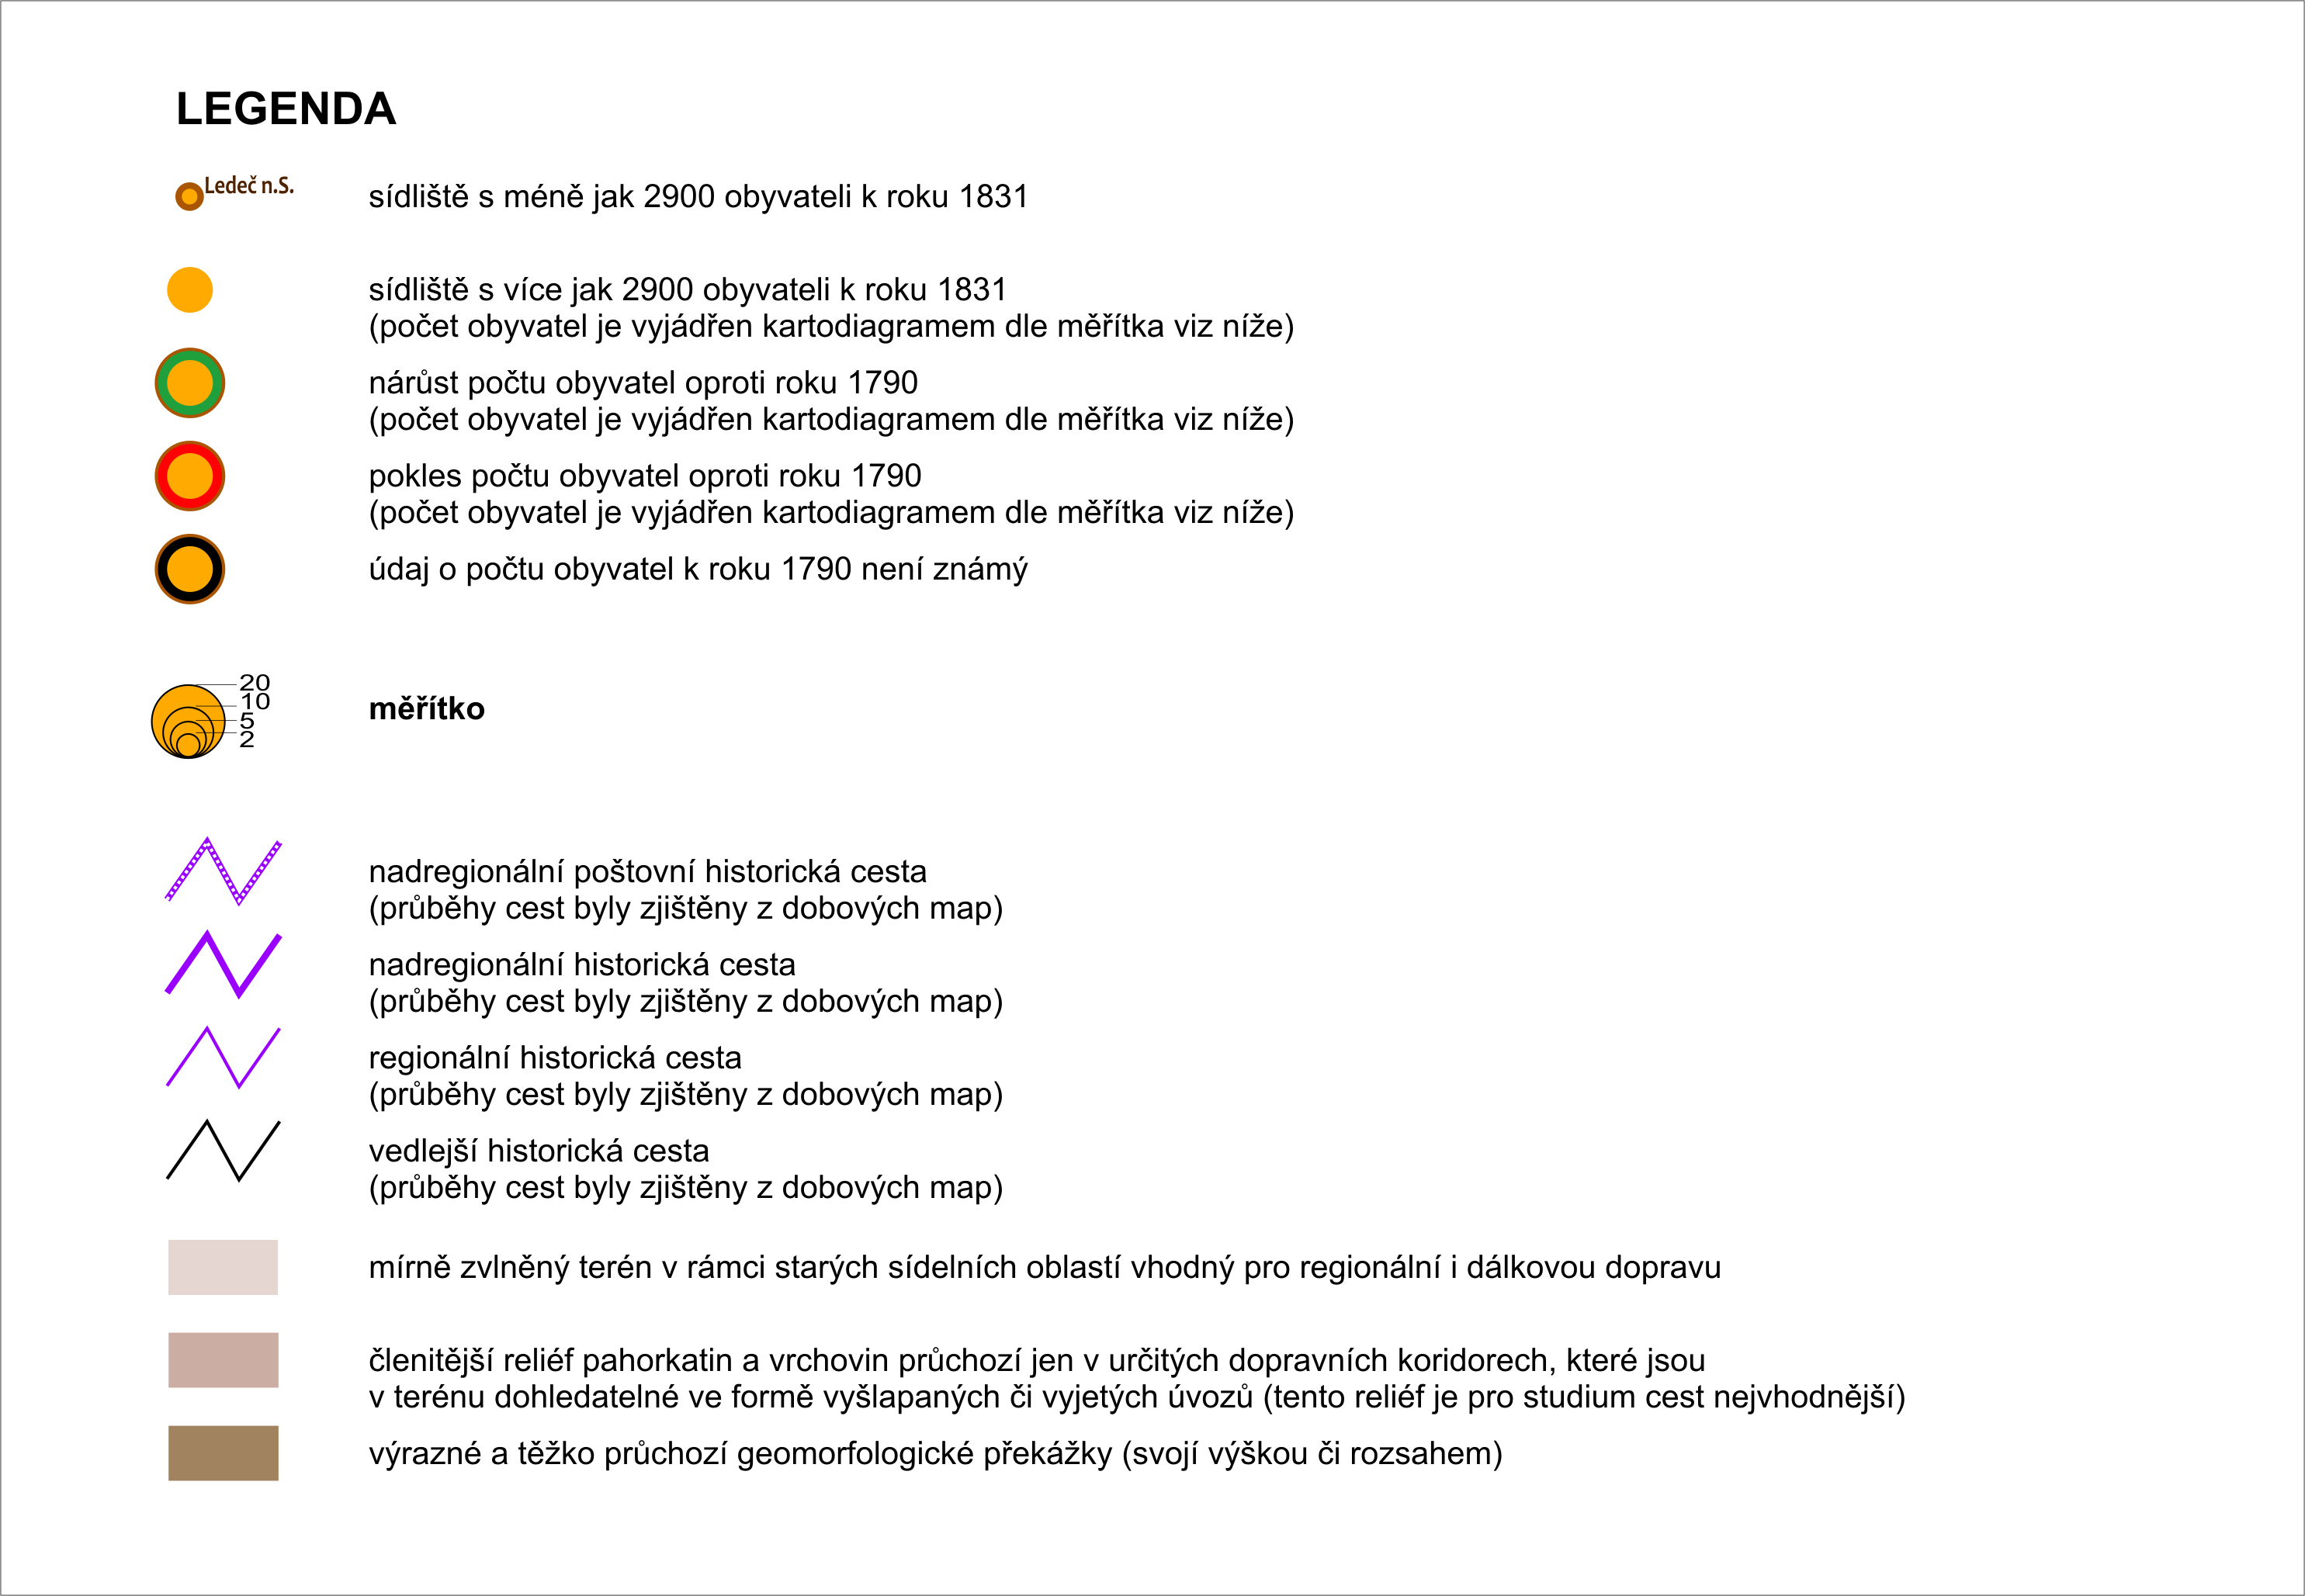 LEGENDA
Ledeč n.S.
sídliště s méně jak 2900 obyvateli k roku 1831
sídliště s více jak 2900 obyvateli k roku 1831
(počet obyvatel je vyjádřen kartodiagramem dle měřítka viz níže)
nárůst počtu obyvatel oproti roku 1790
(počet obyvatel je vyjádřen kartodiagramem dle měřítka viz níže)
pokles počtu obyvatel oproti roku 1790
(počet obyvatel je vyjádřen kartodiagramem dle měřítka viz níže)
údaj o počtu obyvatel k roku 1790 není známý
20
10
5
2
měřítko
nadregionální poštovní historická cesta
(průběhy cest byly zjištěny z dobových map)
nadregionální historická cesta
(průběhy cest byly zjištěny z dobových map)
regionální historická cesta
(průběhy cest byly zjištěny z dobových map)
vedlejší historická cesta
(průběhy cest byly zjištěny z dobových map)
mírně zvlněný terén v rámci starých sídelních oblastí vhodný pro regionální i dálkovou dopravu
členitější reliéf pahorkatin a vrchovin průchozí jen v určitých dopravních koridorech, které jsou
v terénu dohledatelné ve formě vyšlapaných či vyjetých úvozů (tento reliéf je pro studium cest nejvhodnější)
výrazné a těžko průchozí geomorfologické překážky (svojí výškou či rozsahem)